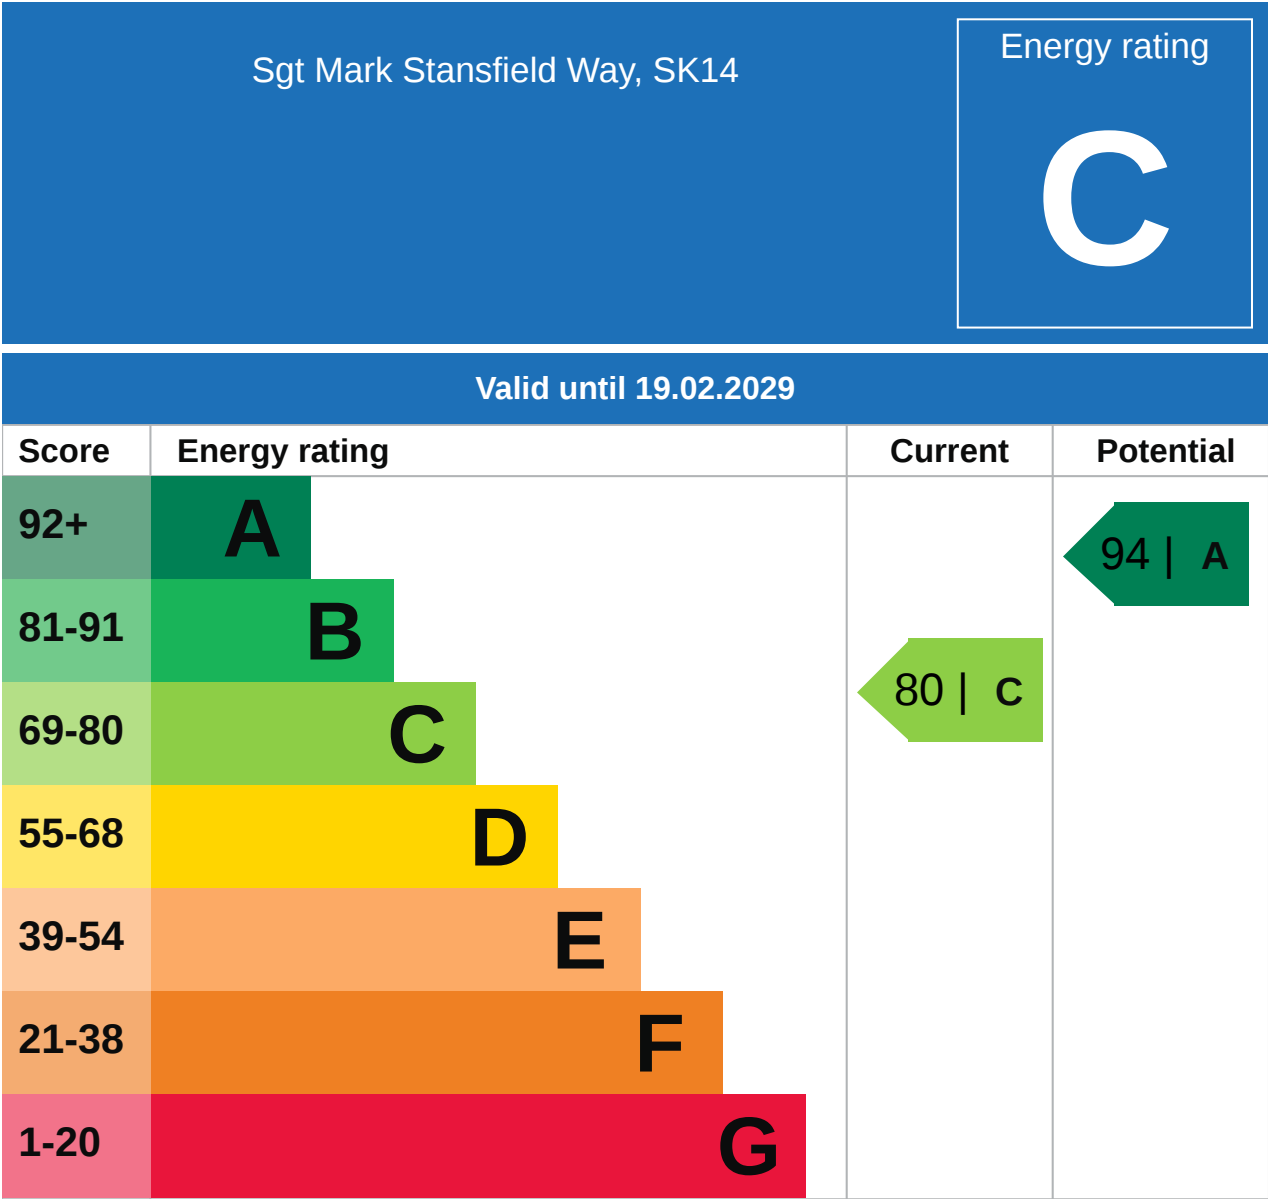 Sgt Mark Stansfield Way, SK14
Energy rating
C
Valid until 19.02.2029
Score Energy rating Current Potential
92+ A
94 | A
81-91 B
80 | C
69-80 C
55-68 D
39-54 E
21-38 F
1-20 G